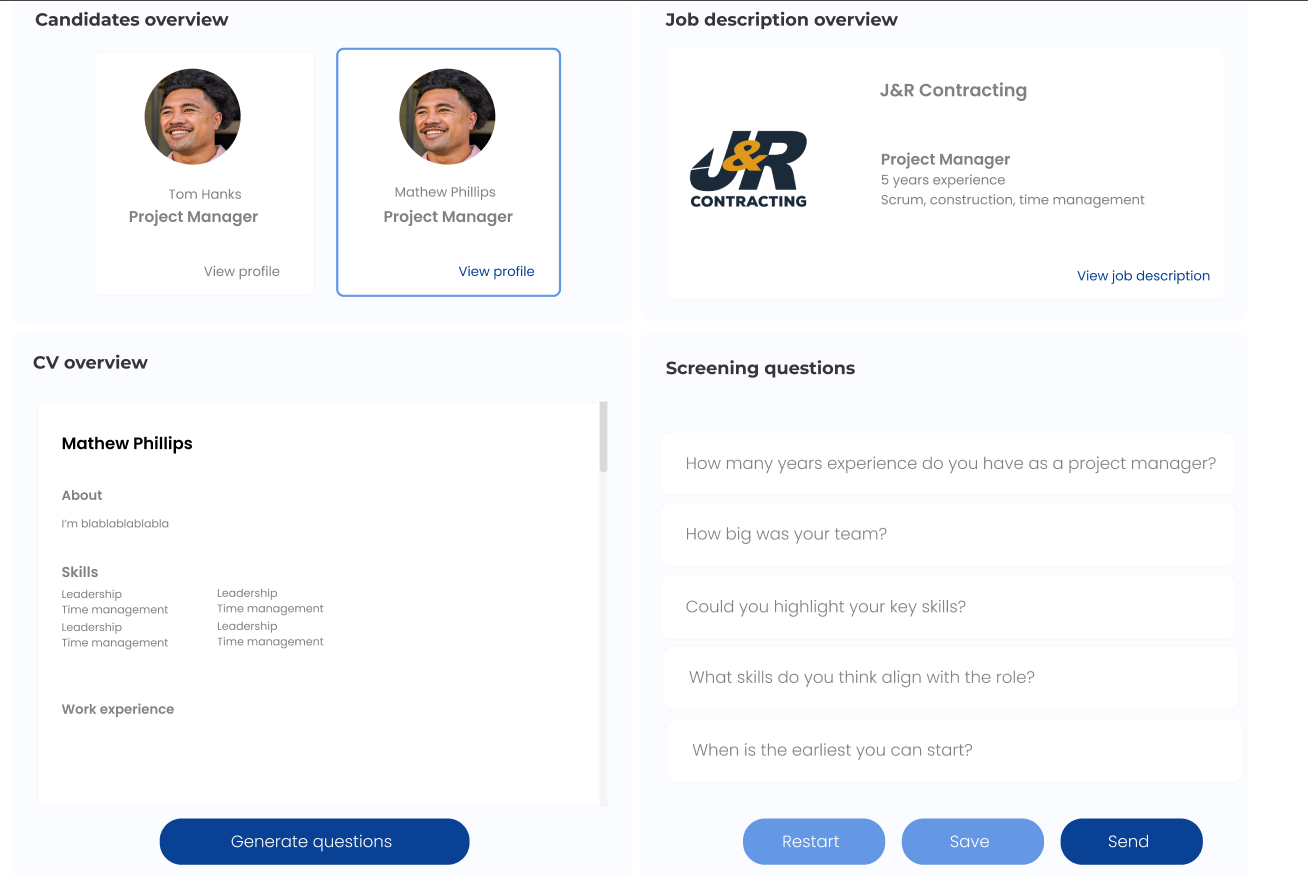 Candidates overview
Tom Hanks
Project Manager
View profile
Mathew Phillips
Project Manager
View profile
Job description overview
J&R Contracting
J&R
CONTRACTING
Project Manager
5 years experience
Scrum, construction, time management
View job description
CV overview
Mathew Phillips
About
I'm blablablablabla
Skills
Leadership
Time management
Leadership
Time management
Leadership
Time management
Leadership
Time management
Work experience
Generate questions
Screening questions
How many years experience do you have as a project manager?
How big was your team?
Could you highlight your key skills?
What skills do you think align with the role?
When is the earliest you can start?
Restart
Save
Send